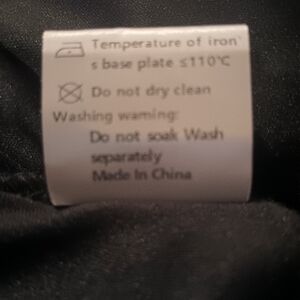 Temperature of iron'
s base plate ≤110℃
Do not dry clean
Washing warning:
Do not soak Wash
separately
Made In China